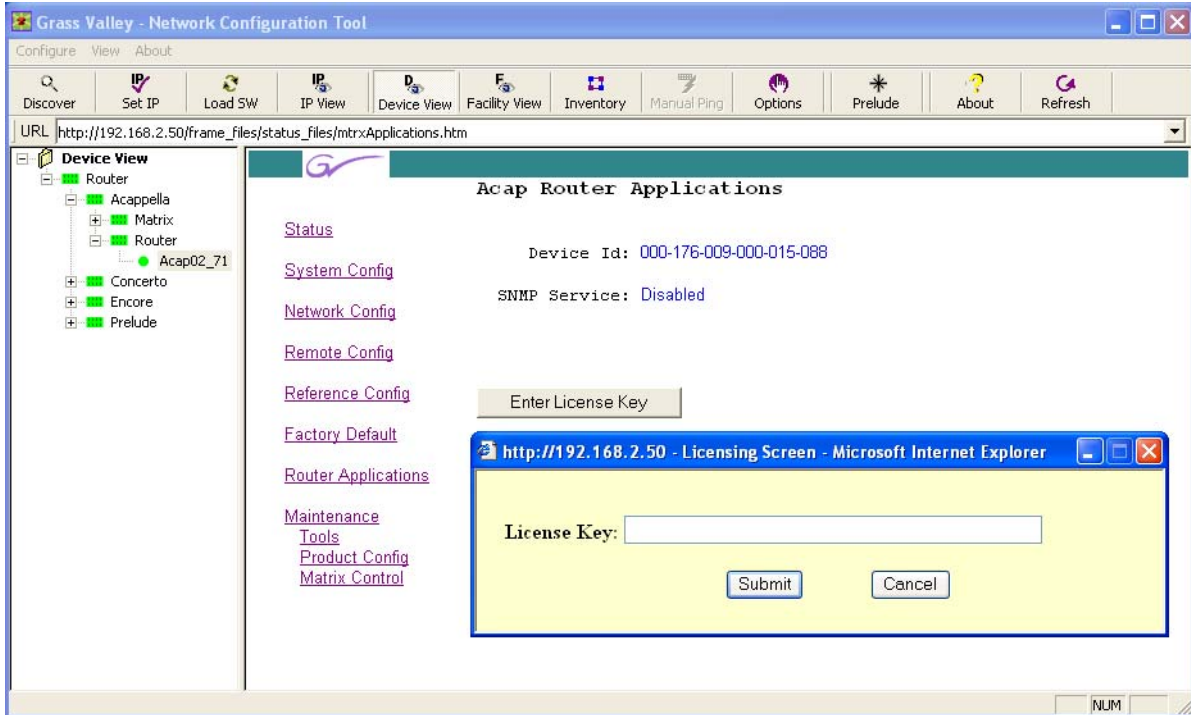 Grass Valley - Network Configuration Tool
Configure View About
Discover Set IP Load SW IP View Device View Facility View Inventory Manual Ping Options Prelude About Refresh
URL http://192.168.2.50/frame_files/status_files/mtrxApplications.htm
Device View
Router
Acappella
Matrix
Router
Acap02_71
Concerto
Encore
Prelude
Acap Router Applications
Status
System Config
Network Config
Remote Config
Reference Config
Factory Default
Router Applications
Maintenance
Tools
Product Config
Matrix Control
Device Id: 000-176-009-000-015-088
SNMP Service: Disabled
Enter License Key
http://192.168.2.50 - Licensing Screen - Microsoft Internet Explorer
License Key:
Submit Cancel
NUM